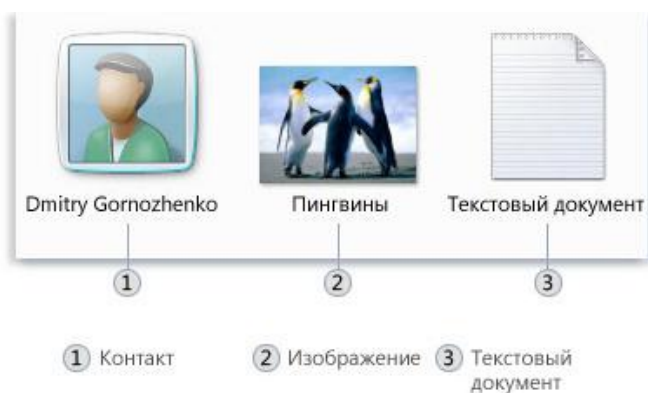 Dmitry Gornozhenko Пингвины Текстовый документ
1 2 3
1 Контакт 2 Изображение 3 Текстовый
документ